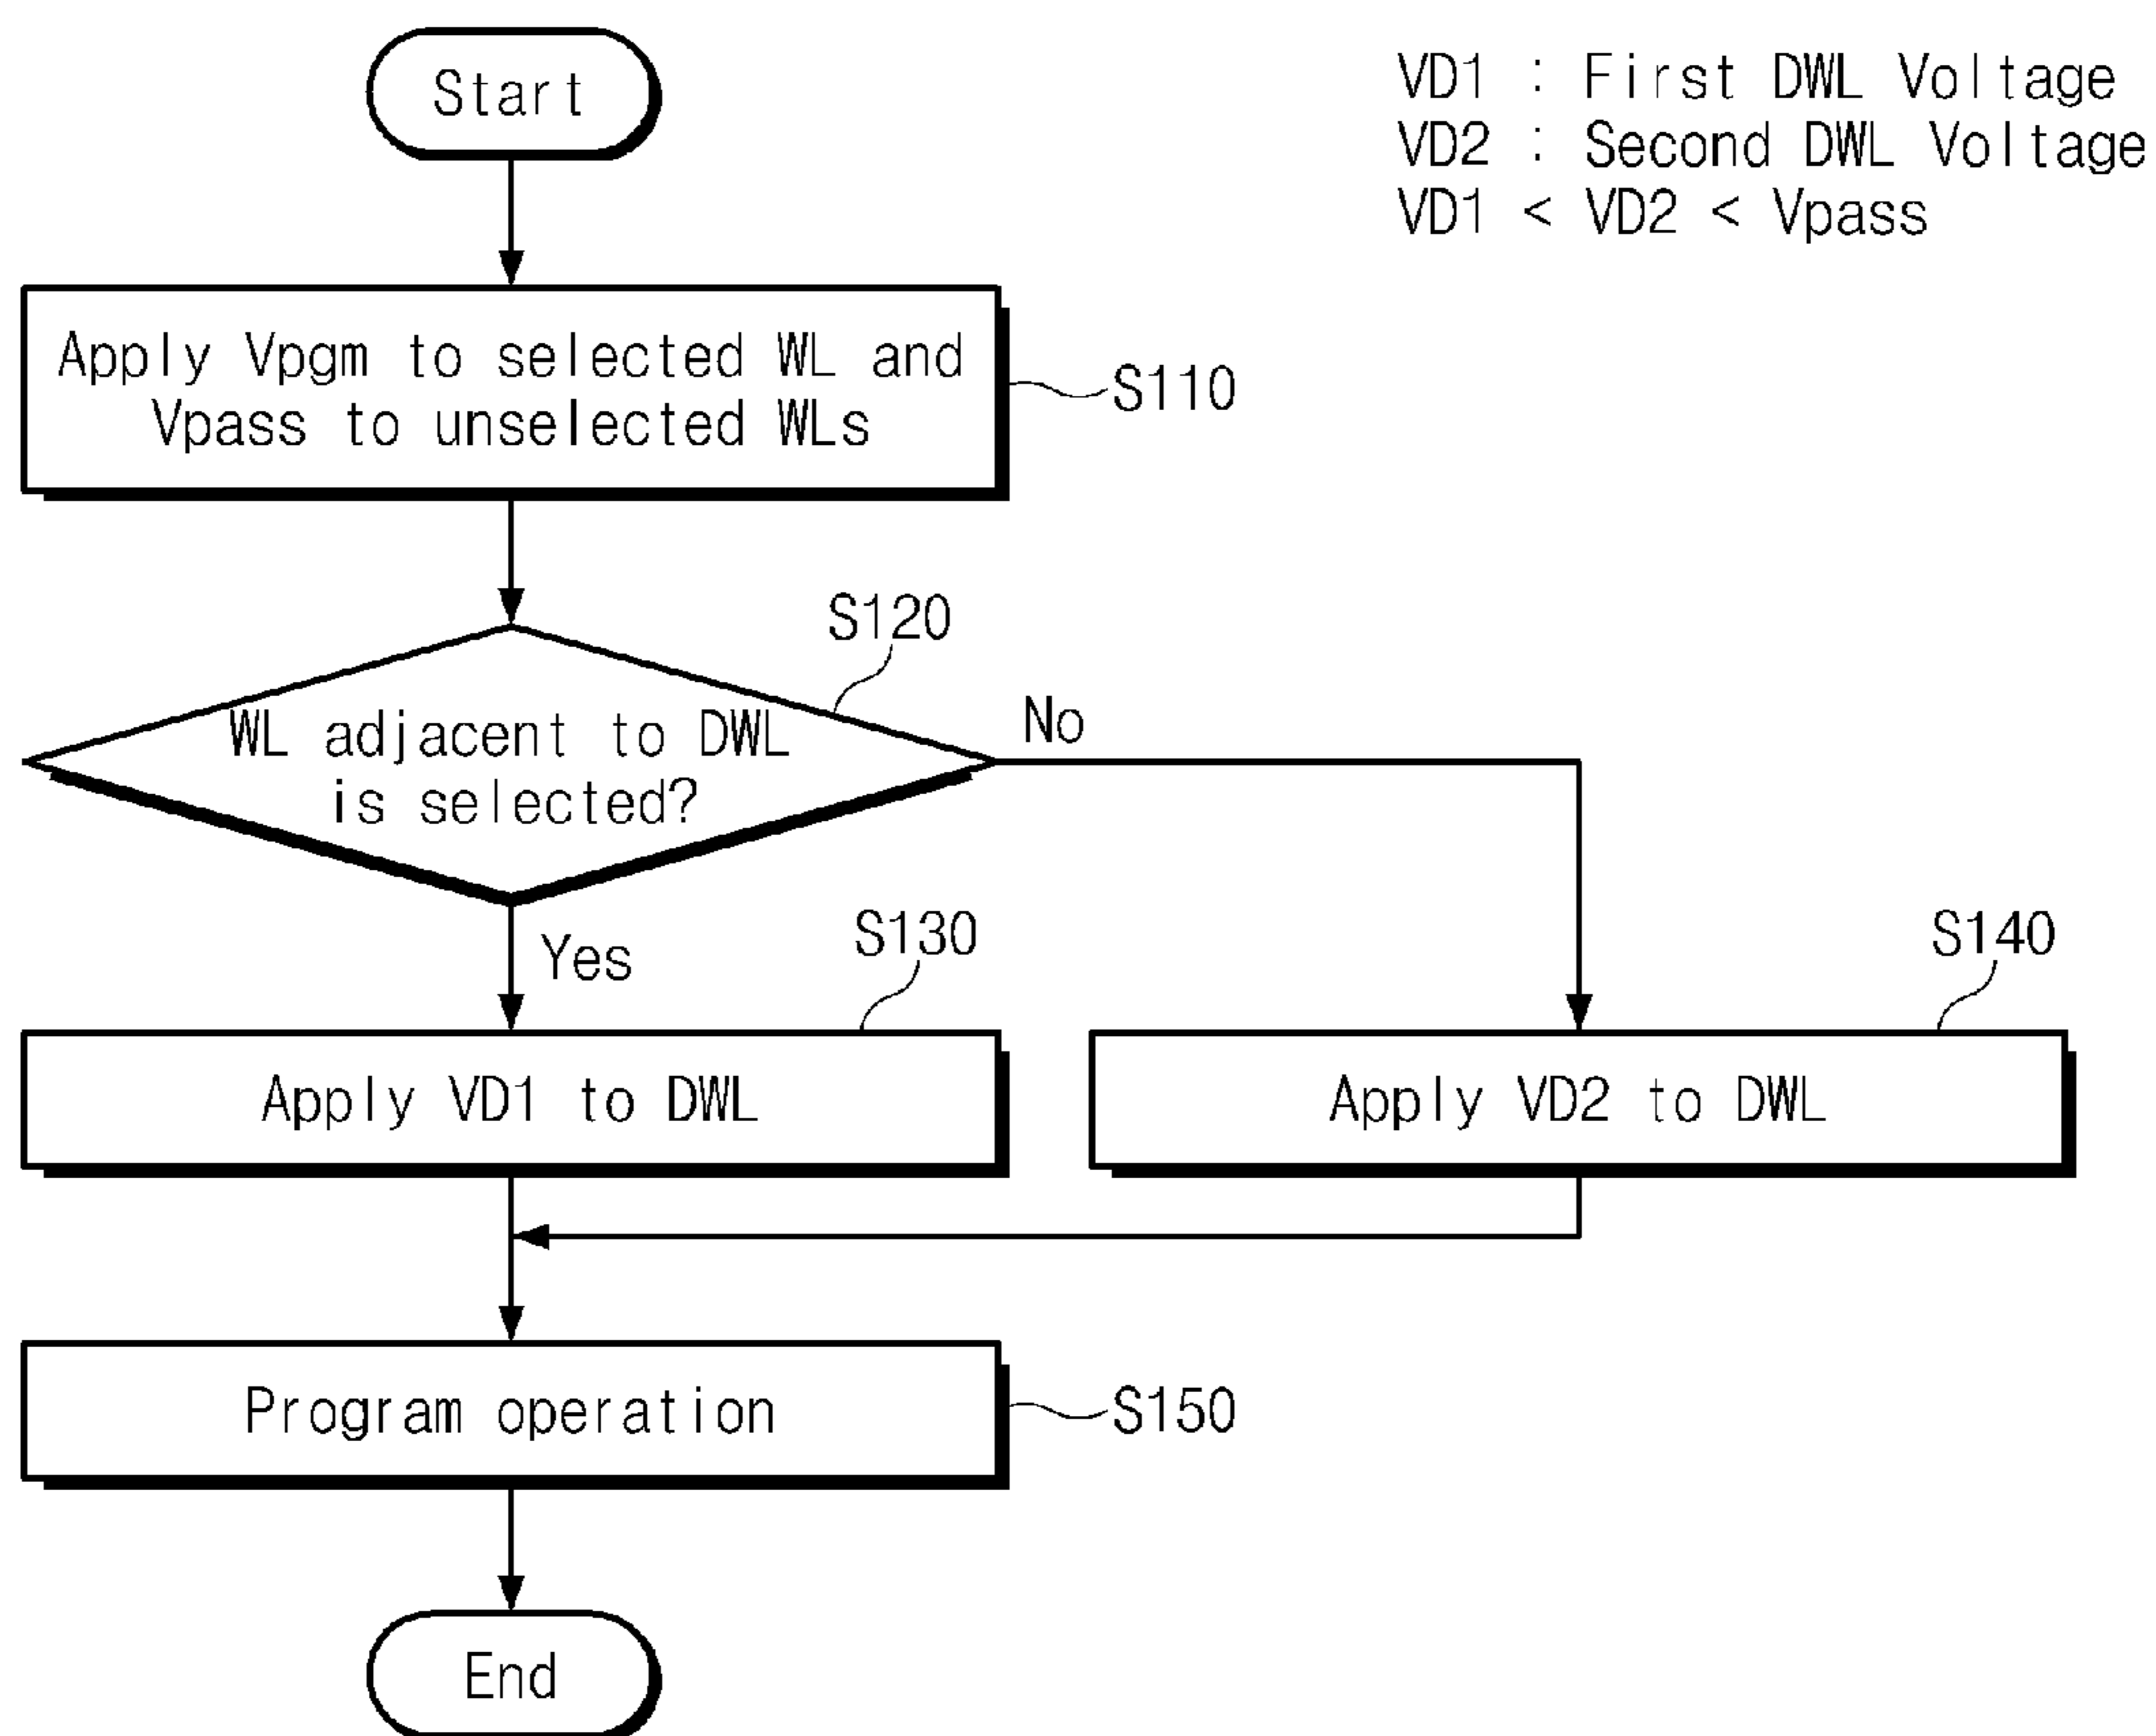 Start
VD1 : First DWL Voltage
VD2 : Second DWL Voltage
VD1 < VD2 < Vpass
Apply Vpgm to selected WL and
Vpass to unselected WLs
S110
S120
WL adjacent to DWL
is selected?
No
Yes
S130
S140
Apply VD1 to DWL
Apply VD2 to DWL
Program operation
S150
End